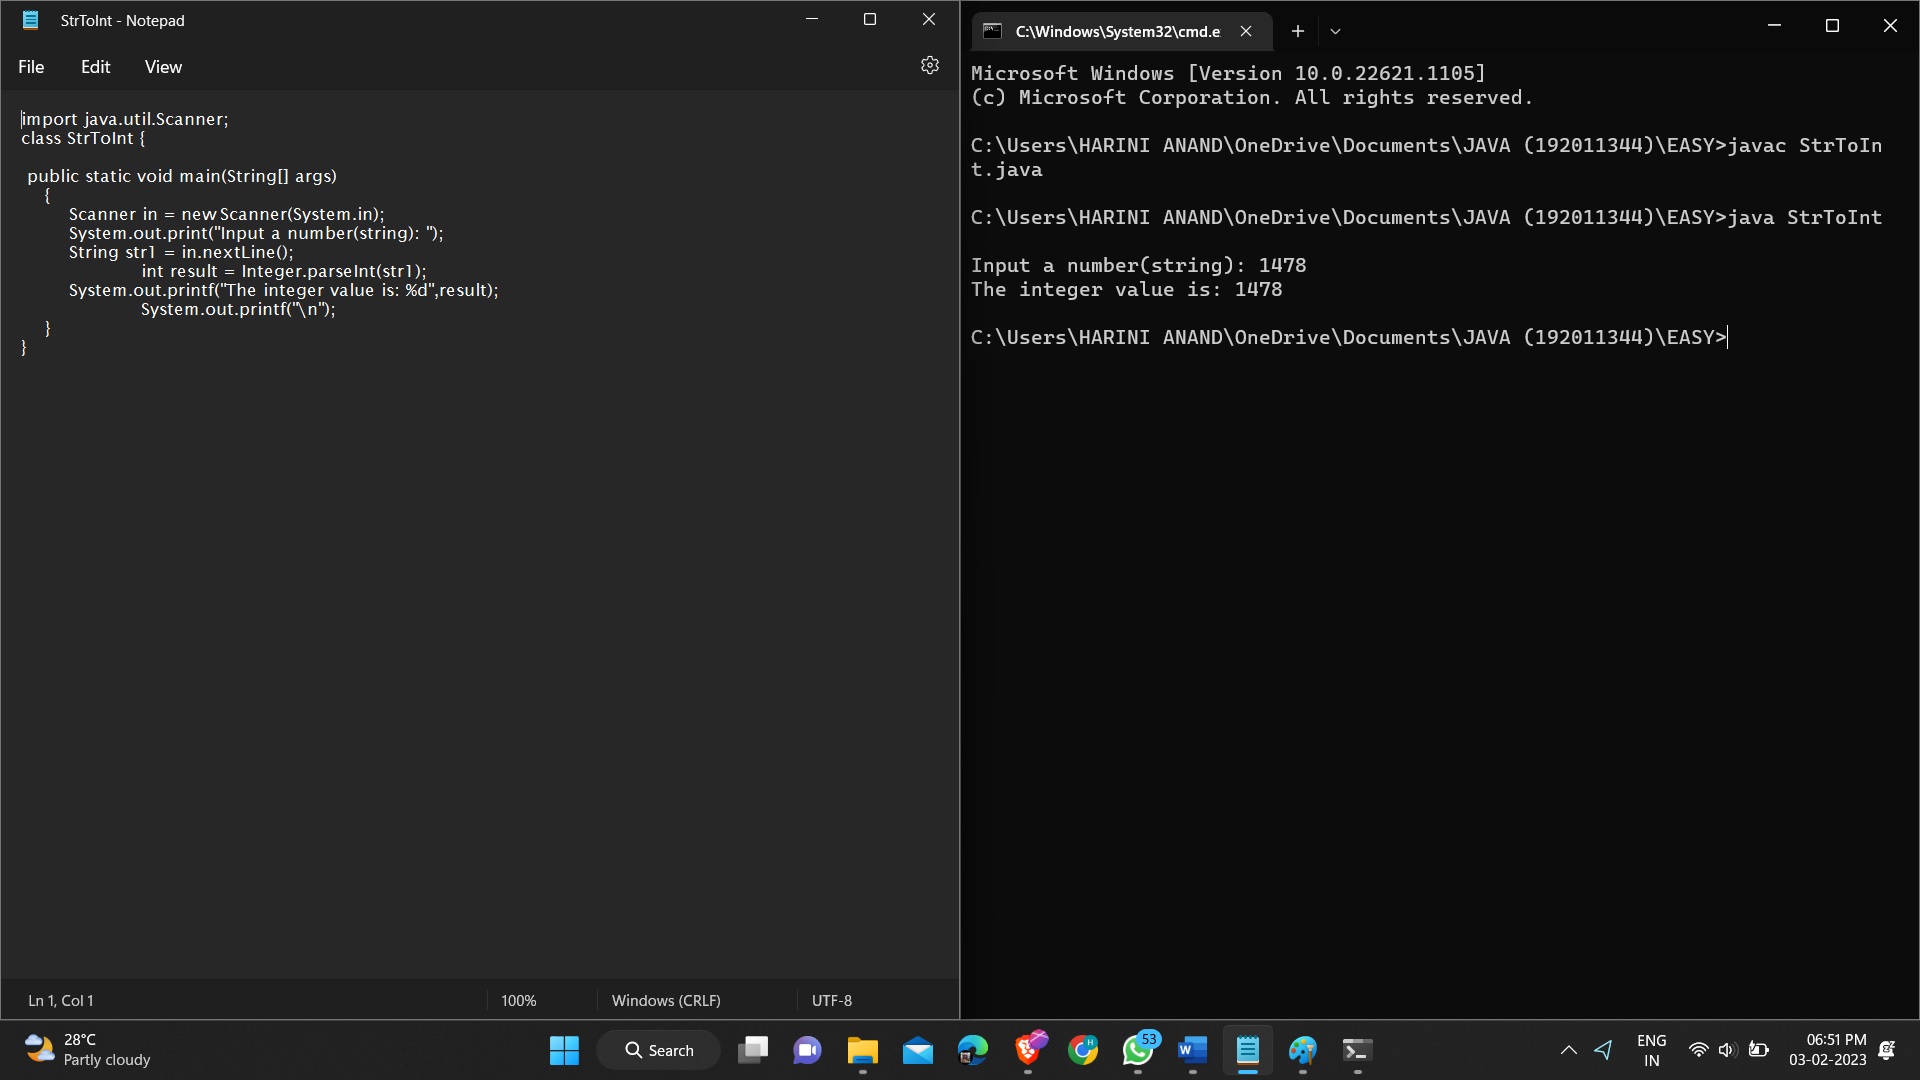 StrToInt - Notepad
File Edit View
import java.util.Scanner;
class StrToInt {
public static void main(String[] args)
{
Scanner in = new Scanner(System.in);
System.out.print("Input a number(string): ");
String str1 = in.nextLine();
int result = Integer.parseInt(str1);
System.out.printf("The integer value is: %d",result);
System.out.printf("\n");
}
}
Ln 1, Col 1 100% Windows (CRLF) UTF-8
C:\Windows\System32\cmd.e
Microsoft Windows [Version 10.0.22621.1105]
(c) Microsoft Corporation. All rights reserved.
C:\Users\HARINI ANAND\OneDrive\Documents\JAVA (192011344)\EASY>javac StrToIn
t.java
C:\Users\HARINI ANAND\OneDrive\Documents\JAVA (192011344)\EASY>java StrToInt
Input a number(string): 1478
The integer value is: 1478
C:\Users\HARINI ANAND\OneDrive\Documents\JAVA (192011344)\EASY>
28°C
Partly cloudy
Search
H
53
W
ENG
IN
06:51 PM
03-02-2023